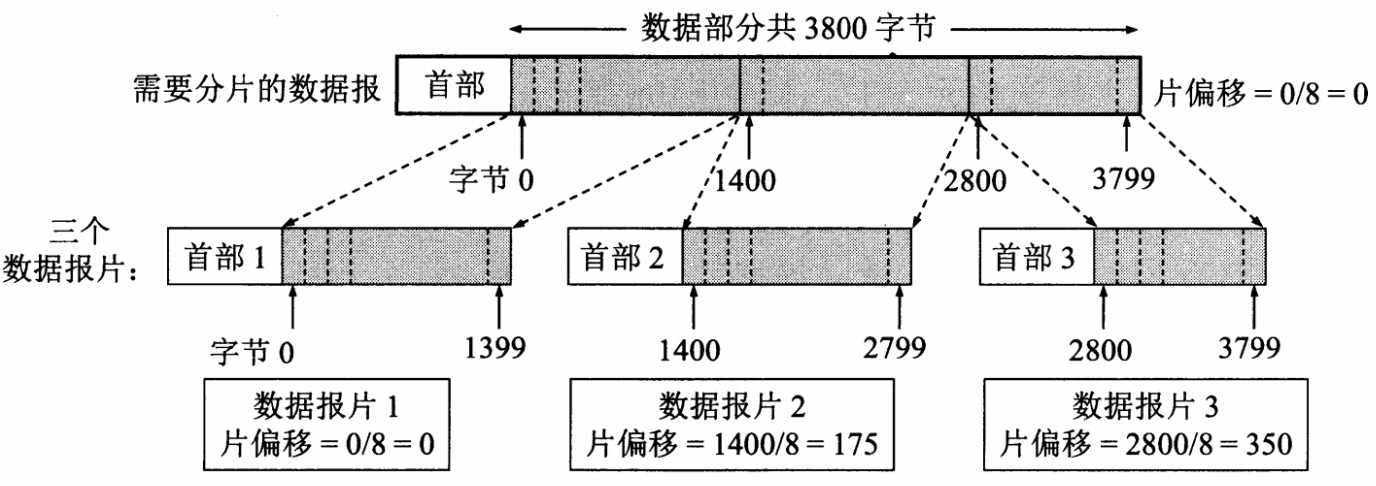 数据部分共 3800 字节
需要分片的数据报
首部
片偏移 = 0/8 = 0
字节 0
1400
2800
3799
三个
数据报片：
首部 1
首部 2
首部 3
字节 0
1399
1400
2799
2800
3799
数据报片 1
片偏移 = 0/8 = 0
数据报片 2
片偏移 = 1400/8 = 175
数据报片 3
片偏移 = 2800/8 = 350